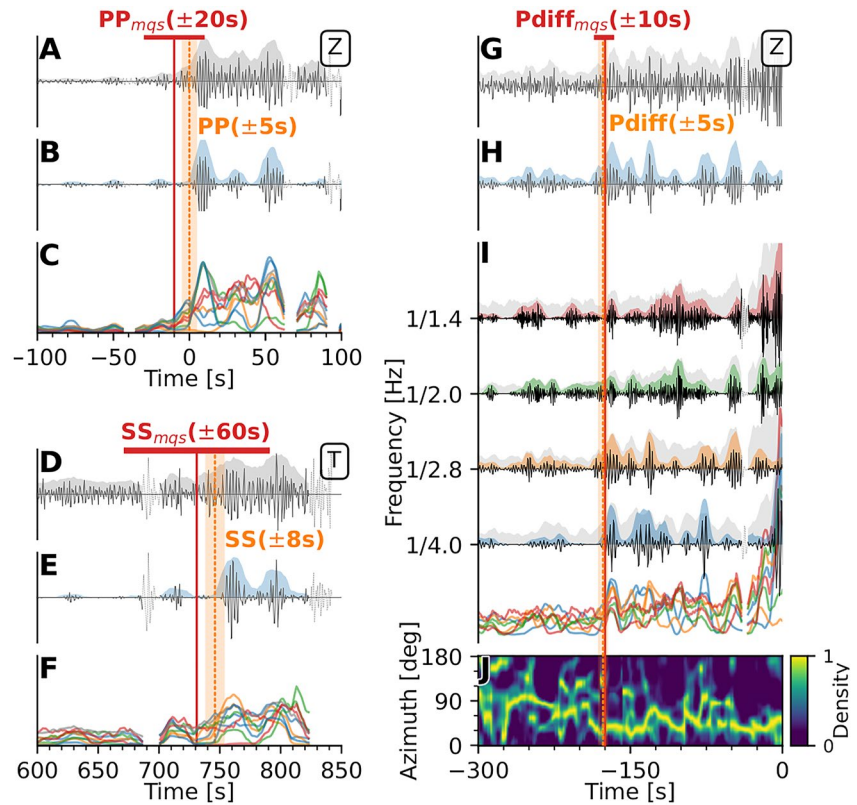 PPmqs(±20s)
A
Z
PP(±5s)
B
C
−100
−50
0
50
100
Time [s]
SSmqs(±60s)
D
T
SS(±8s)
E
F
600
650
700
750
800
850
Time [s]
Pdiffmqs(±10s)
G
Z
Pdiff(±5s)
H
I
Frequency [Hz]
1/1.4
1/2.0
1/2.8
1/4.0
Azimuth [deg]
180
90
0
J
1
0
Density
−300
−150
0
Time [s]